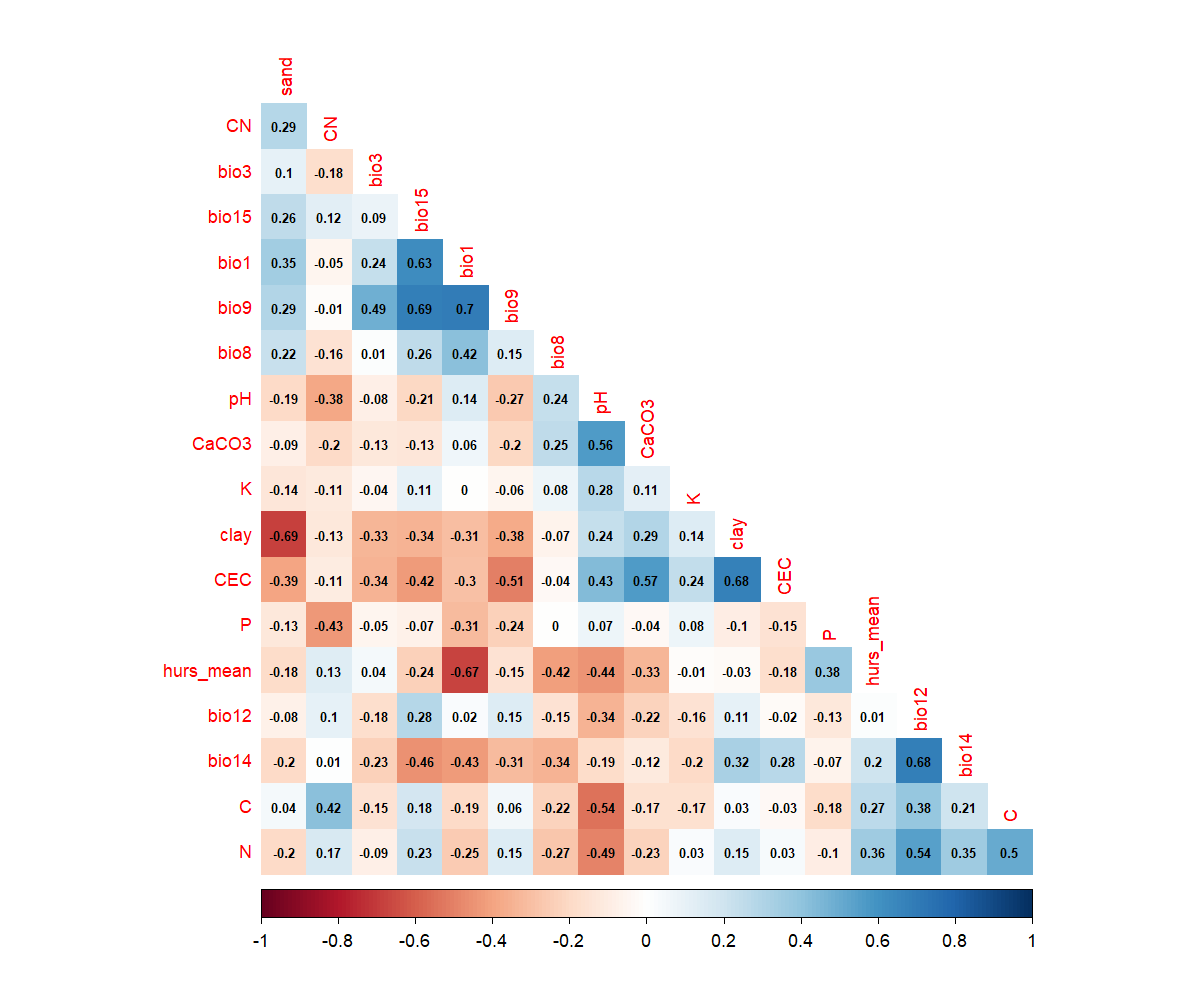 sand
CN 0.29 CN
bio3 0.1 -0.18 bio3
bio15 0.26 0.12 0.09 bio15
bio1 0.35 -0.05 0.24 0.63 bio1
bio9 0.29 -0.01 0.49 0.69 0.7 bio9
bio8 0.22 -0.16 0.01 0.26 0.42 0.15 bio8
pH -0.19 -0.38 -0.08 -0.21 0.14 -0.27 0.24 pH
CaCO3 -0.09 -0.2 -0.13 -0.13 0.06 -0.2 0.25 0.56 CaCO3
K -0.14 -0.11 -0.04 0.11 0 -0.06 0.08 0.28 0.11 K
clay -0.69 -0.13 -0.33 -0.34 -0.31 -0.38 -0.07 0.24 0.29 0.14 clay
CEC -0.39 -0.11 -0.34 -0.42 -0.3 -0.51 -0.04 0.43 0.57 0.24 0.68 CEC
P -0.13 -0.43 -0.05 -0.07 -0.31 -0.24 0 0.07 -0.04 0.08 -0.1 -0.15 P
hurs_mean -0.18 0.13 0.04 -0.24 -0.67 -0.15 -0.42 -0.44 -0.33 -0.01 -0.03 -0.18 0.38 hurs_mean
bio12 -0.08 0.1 -0.18 0.28 0.02 0.15 -0.15 -0.34 -0.22 -0.16 0.11 -0.02 -0.13 0.01 bio12
bio14 -0.2 0.01 -0.23 -0.46 -0.43 -0.31 -0.34 -0.19 -0.12 -0.2 0.32 0.28 -0.07 0.2 0.68 bio14
C 0.04 0.42 -0.15 0.18 -0.19 0.06 -0.22 -0.54 -0.17 -0.17 0.03 -0.03 -0.18 0.27 0.38 0.21 C
N -0.2 0.17 -0.09 0.23 -0.25 0.15 -0.27 -0.49 -0.23 0.03 0.15 0.03 -0.1 0.36 0.54 0.35 0.5
-1 -0.8 -0.6 -0.4 -0.2 0 0.2 0.4 0.6 0.8 1